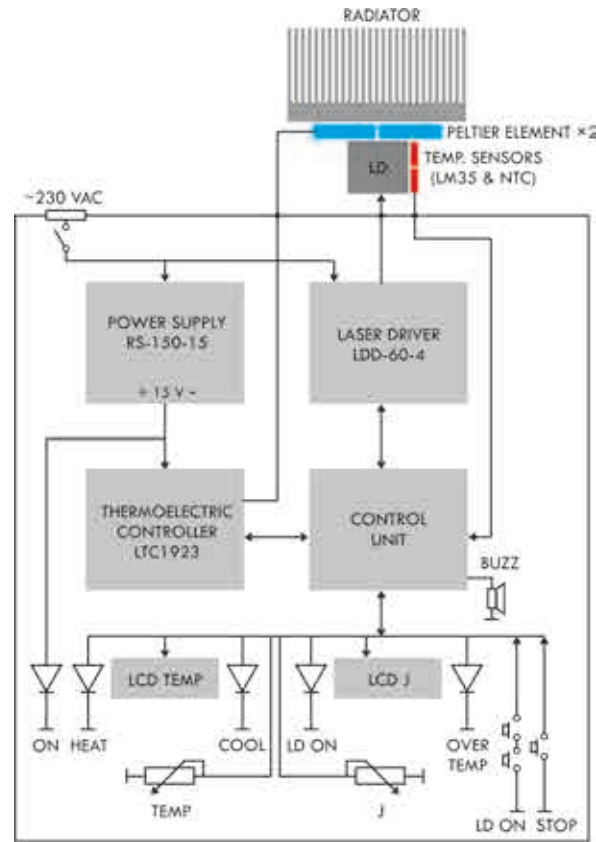 RADIATOR
PELTIER ELEMENT ×2
LD
TEMP. SENSORS
(LM35 & NTC)
~230 VAC
POWER SUPPLY
RS-150-15
+ 15 V –
LASER DRIVER
LDD-60-4
THERMOELECTRIC
CONTROLLER
LTC1923
CONTROL
UNIT
BUZZ
LCD TEMP
LCD J
ON
HEAT
COOL
LD ON
OVER
TEMP
TEMP
J
LD ON
STOP